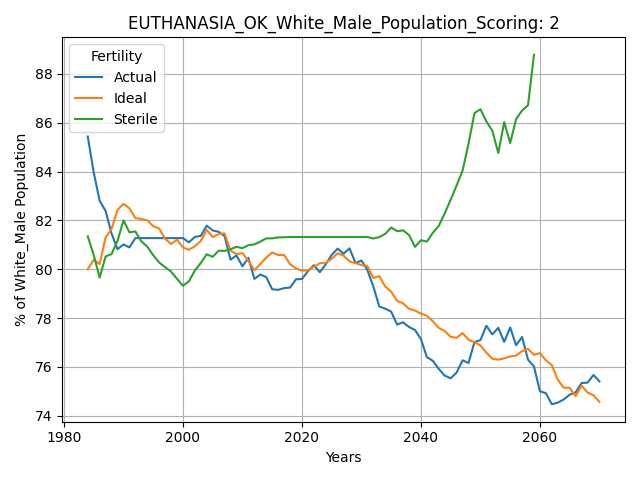 EUTHANASIA_OK_White_Male_Population_Scoring: 2
Fertility
Actual
Ideal
Sterile
% of White_Male Population
88
86
84
82
80
78
76
74
1980
2000
2020
2040
2060
Years